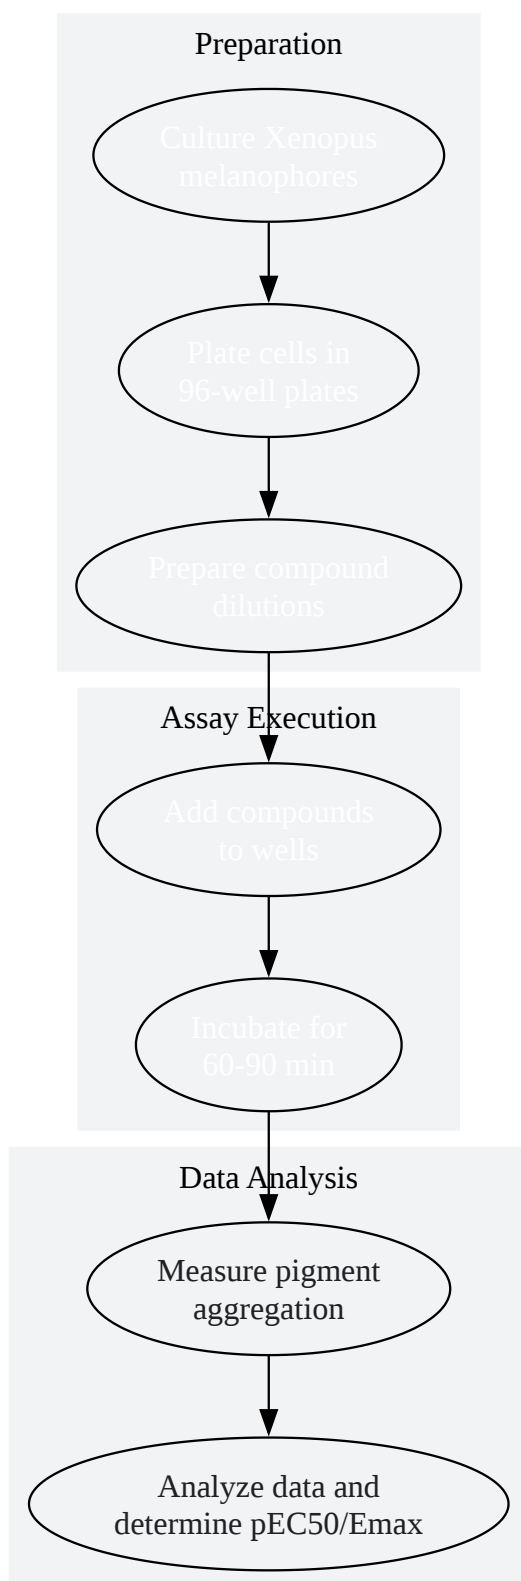 Preparation
Culture Xenopus
melanophores
Plate cells in
96-well plates
Prepare compound
dilutions
Assay Execution
Add compounds
to wells
Incubate for
60-90 min
Data Analysis
Measure pigment
aggregation
Analyze data and
determine pEC50/Emax